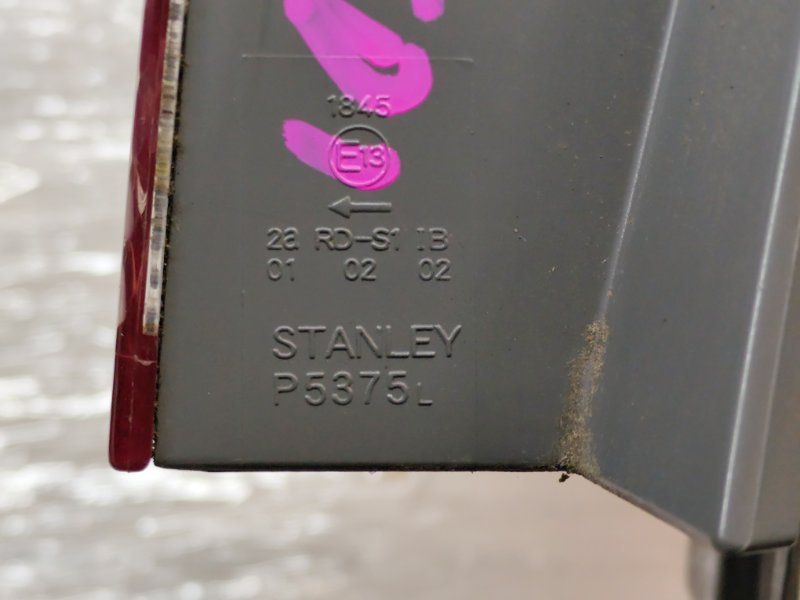 1845
E13
←
2a RD-S1 IB
01 02 02
STANLEY
P5375L